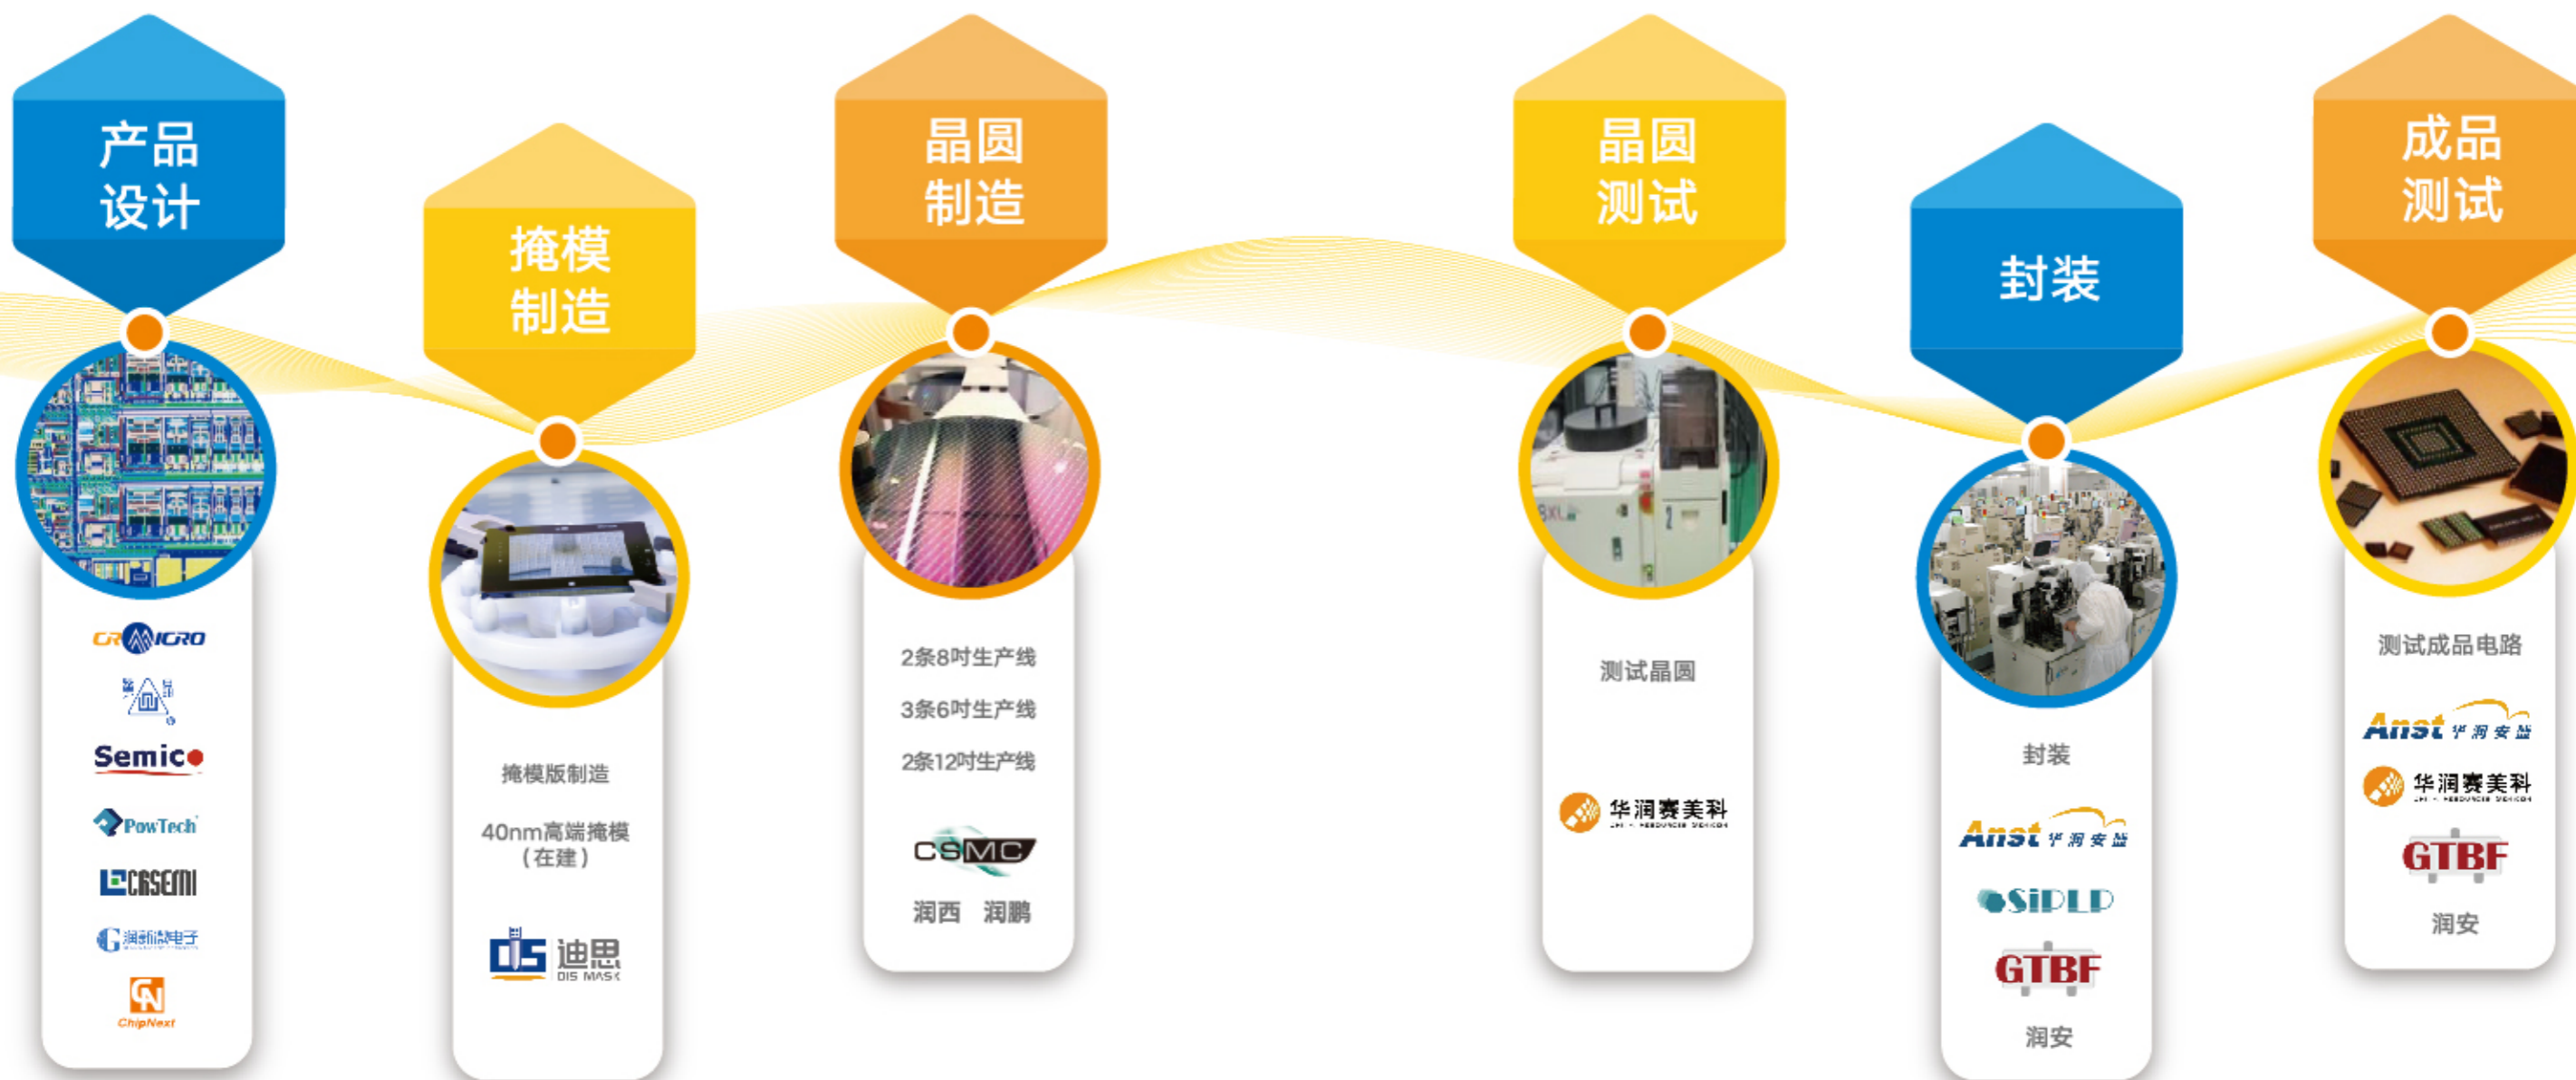 产品
设计
CRMICRO
Semico
PowTech
CRSEMI
润新微电子
CN
ChipNext
掩模
制造
掩模版制造
40nm高端掩模
（在建）
DIS 迪思
DIS MASK
晶圆
制造
2条8吋生产线
3条6吋生产线
2条12吋生产线
CSMC
润西 润鹏
晶圆
测试
测试晶圆
华润赛美科
封装
封装
Anst 华润安盛
SiPLP
GTBF
润安
成品
测试
测试成品电路
Anst 华润安盛
华润赛美科
GTBF
润安